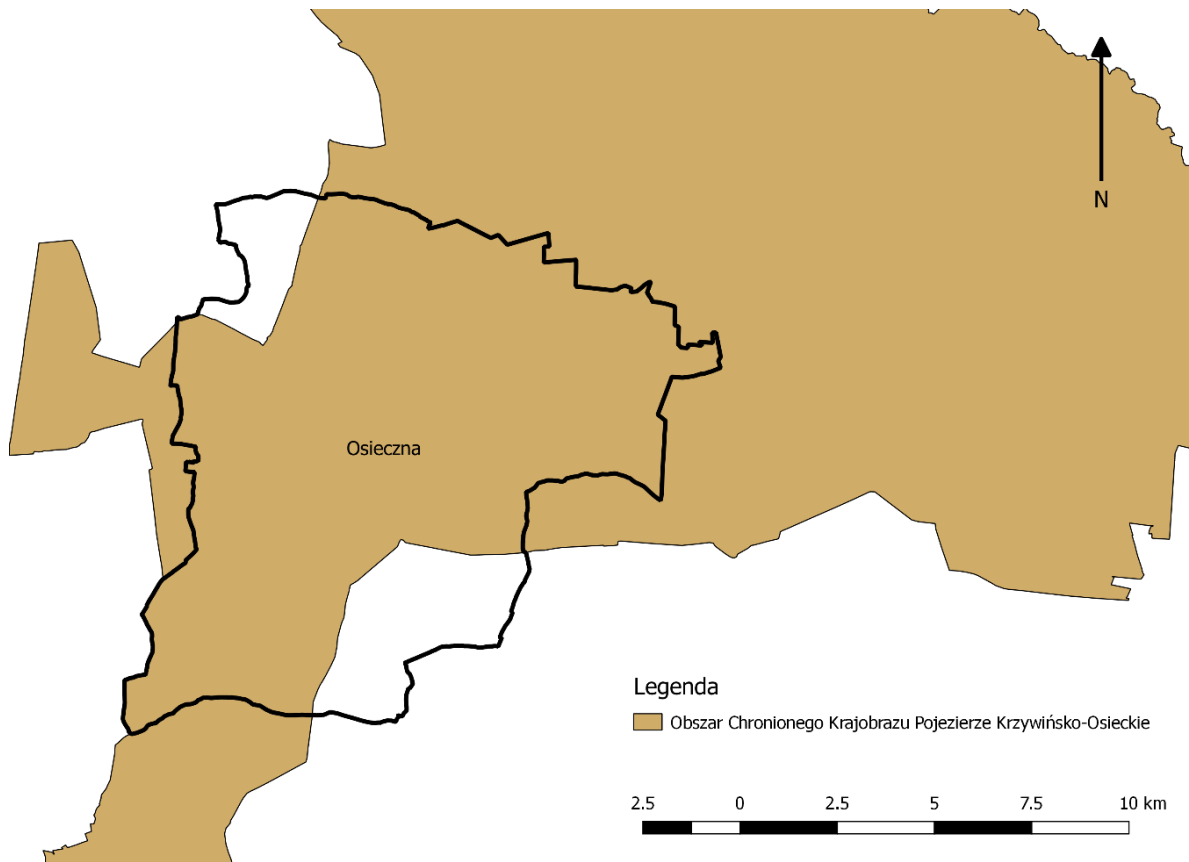 N
Osieczna
Legenda
Obszar Chronionego Krajobrazu Pojezierze Krzywińsko-Osieckie
2.5 0 2.5 5 7.5 10 km